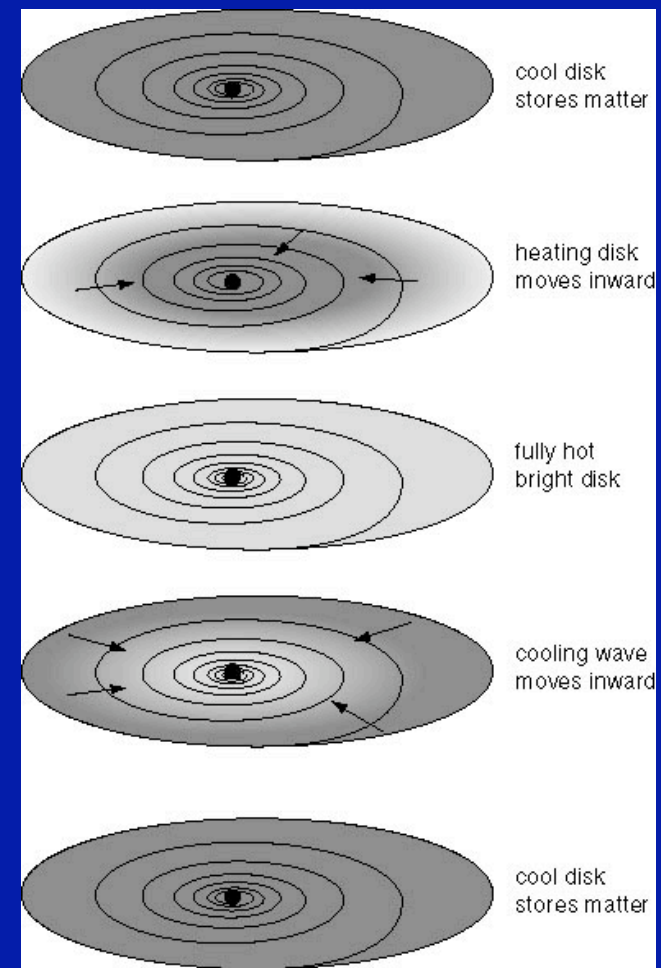 cool disk
stores matter
heating disk
moves inward
fully hot
bright disk
cooling wave
moves inward
cool disk
stores matter